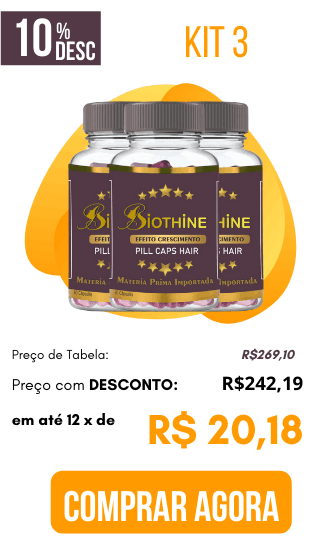 10% DESC
KIT 3
BIOTHINE
EFEITO CRESCIMENTO
PILL CAPS HAIR
MATERIA PRIMA IMPORTADA
Preço de Tabela: R$269,10
Preço com DESCONTO: R$242,19
em até 12 x de R$ 20,18
COMPRAR AGORA